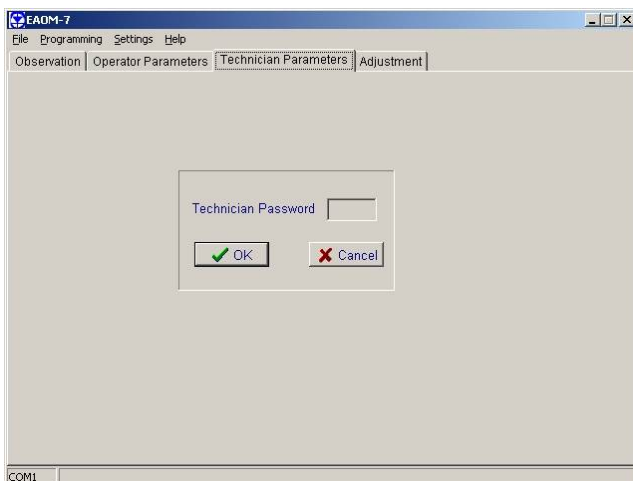 EAOM-7
File Programming Settings Help
Observation Operator Parameters Technician Parameters Adjustment
Technician Password
OK Cancel
COM1